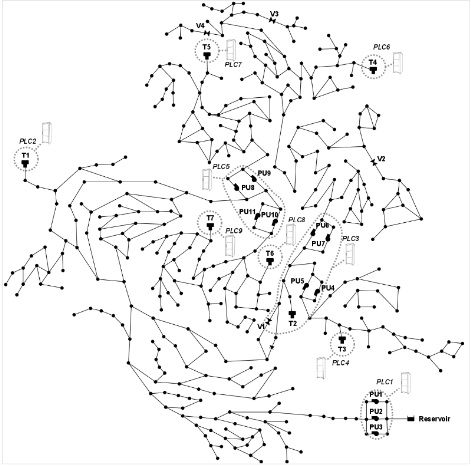 V3
V4
T5
PLC7
PLC6
T4
PLC2
T1
V2
PLC5
PU9
PU8
PU11
PU10
PLC8
T7
PLC9
PU6
PU7
PLC3
T6
PU5
PU4
V1
T2
T3
PLC4
PLC1
PU1
PU2
Reservoir
PU3